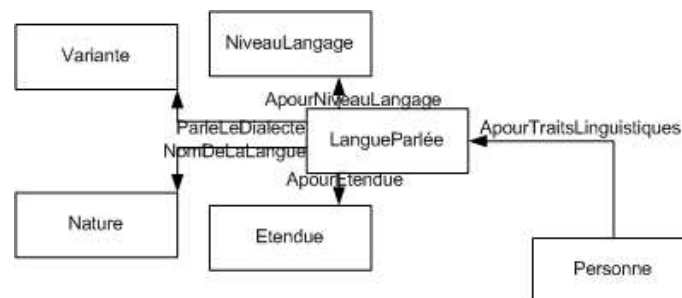 NiveauLangage
Variante
ApourNiveauLangage
ParleLeDialecte
LangueParlée
ApourTraitsLinguistiques
NomDeLaLangue
ApourEtendue
Nature
Etendue
Personne